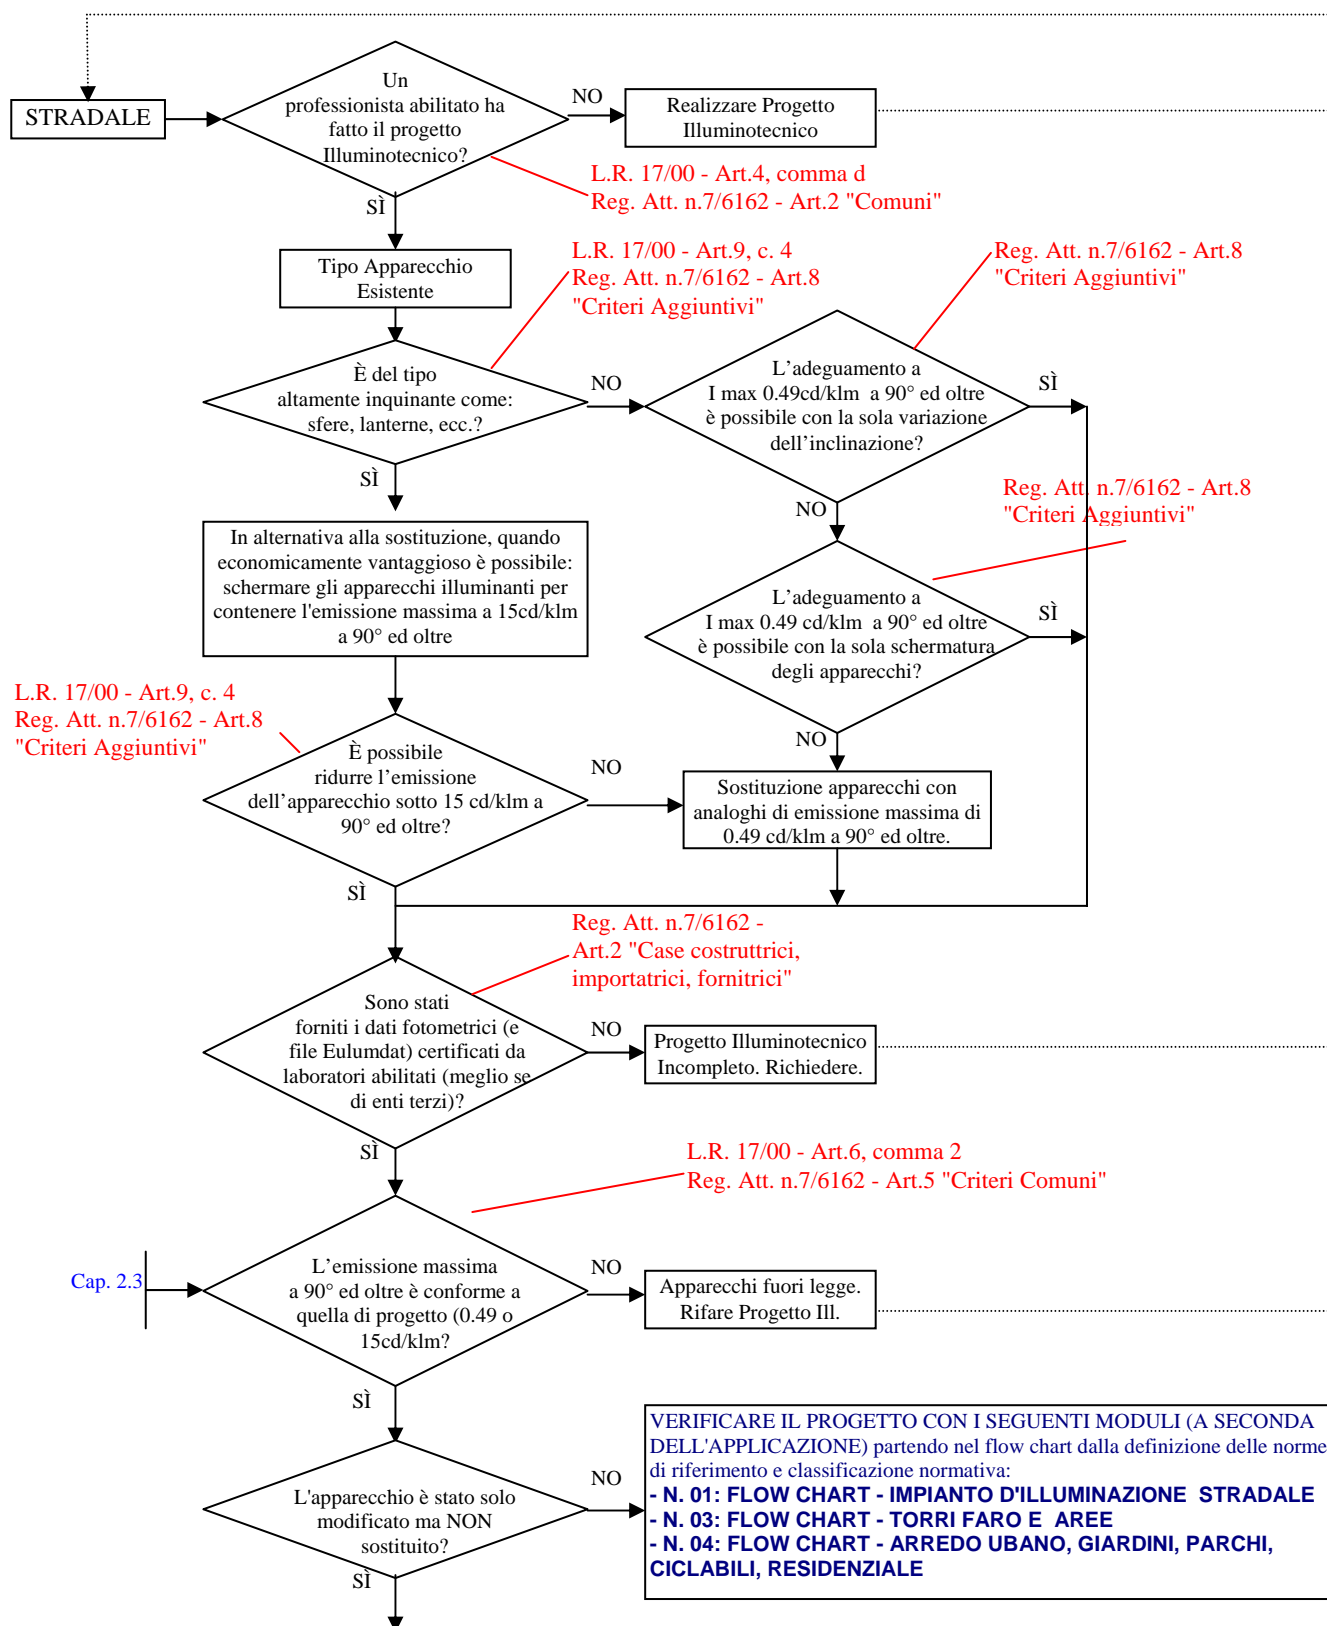 STRADALE
Un
professionista abilitato ha
fatto il progetto
Illuminotecnico?
NO
Realizzare Progetto
Illuminotecnico
L.R. 17/00 - Art.4, comma d
Reg. Att. n.7/6162 - Art.2 "Comuni"
SÌ
Tipo Apparecchio
Esistente
L.R. 17/00 - Art.9, c. 4
Reg. Att. n.7/6162 - Art.8
"Criteri Aggiuntivi"
Reg. Att. n.7/6162 - Art.8
"Criteri Aggiuntivi"
È del tipo
altamente inquinante come:
sfere, lanterne, ecc.?
NO
L'adeguamento a
I max 0.49cd/klm a 90° ed oltre
è possibile con la sola variazione
dell'inclinazione?
SÌ
SÌ
NO
Reg. Att. n.7/6162 - Art.8
"Criteri Aggiuntivi"
In alternativa alla sostituzione, quando
economicamente vantaggioso è possibile:
schermare gli apparecchi illuminanti per
contenere l'emissione massima a 15cd/klm
a 90° ed oltre
L'adeguamento a
I max 0.49 cd/klm a 90° ed oltre
è possibile con la sola schermatura
degli apparecchi?
SÌ
L.R. 17/00 - Art.9, c. 4
Reg. Att. n.7/6162 - Art.8
"Criteri Aggiuntivi"
NO
È possibile
ridurre l'emissione
dell'apparecchio sotto 15 cd/klm a
90° ed oltre?
NO
Sostituzione apparecchi con
analoghi di emissione massima di
0.49 cd/klm a 90° ed oltre.
SÌ
Reg. Att. n.7/6162 -
Art.2 "Case costruttrici,
importatrici, fornitrici"
Sono stati
forniti i dati fotometrici (e
file Eulumdat) certificati da
laboratori abilitati (meglio se
di enti terzi)?
NO
Progetto Illuminotecnico
Incompleto. Richiedere.
SÌ
L.R. 17/00 - Art.6, comma 2
Reg. Att. n.7/6162 - Art.5 "Criteri Comuni"
Cap. 2.3
L'emissione massima
a 90° ed oltre è conforme a
quella di progetto (0.49 o
15cd/klm?
NO
Apparecchi fuori legge.
Rifare Progetto Ill.
SÌ
L'apparecchio è stato solo
modificato ma NON
sostituito?
NO
VERIFICARE IL PROGETTO CON I SEGUENTI MODULI (A SECONDA
DELL'APPLICAZIONE) partendo nel flow chart dalla definizione delle norme
di riferimento e classificazione normativa:
- N. 01: FLOW CHART - IMPIANTO D'ILLUMINAZIONE STRADALE
- N. 03: FLOW CHART - TORRI FARO E AREE
- N. 04: FLOW CHART - ARREDO UBANO, GIARDINI, PARCHI,
CICLABILI, RESIDENZIALE
SÌ